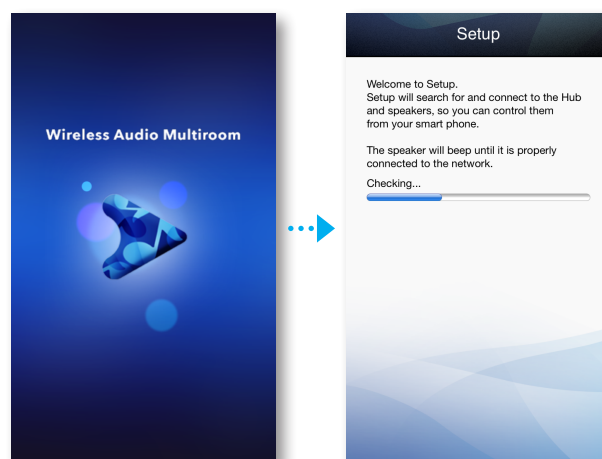 Wireless Audio Multiroom
Setup
Welcome to Setup.
Setup will search for and connect to the Hub
and speakers, so you can control them
from your smart phone.
The speaker will beep until it is properly
connected to the network.
Checking...